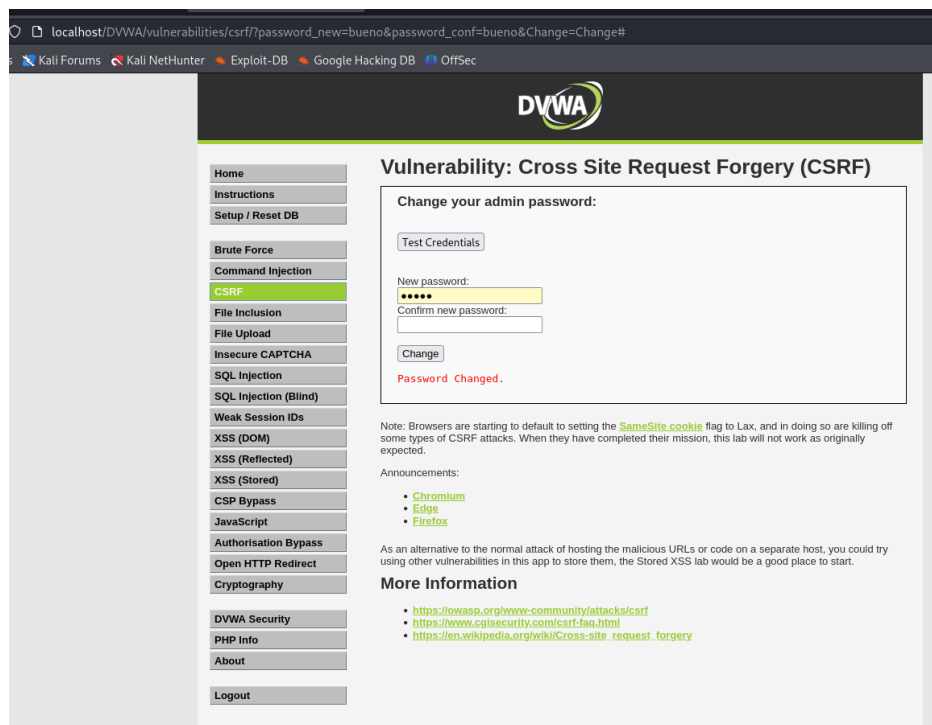 localhost/DVWA/vulnerabilities/csrf/?password_new=bueno&password_conf=bueno&Change=Change#
s Kali Forums Kali NetHunter Exploit-DB Google Hacking DB OffSec
DVWA
Home
Instructions
Setup / Reset DB
Brute Force
Command Injection
CSRF
File Inclusion
File Upload
Insecure CAPTCHA
SQL Injection
SQL Injection (Blind)
Weak Session IDs
XSS (DOM)
XSS (Reflected)
XSS (Stored)
CSP Bypass
JavaScript
Authorisation Bypass
Open HTTP Redirect
Cryptography
DVWA Security
PHP Info
About
Logout
Vulnerability: Cross Site Request Forgery (CSRF)
Change your admin password:
Test Credentials
New password:
•••••
Confirm new password:
Change
Password Changed.
Note: Browsers are starting to default to setting the SameSite cookie flag to Lax, and in doing so are killing off
some types of CSRF attacks. When they have completed their mission, this lab will not work as originally
expected.
Announcements:
• Chromium
• Edge
• Firefox
As an alternative to the normal attack of hosting the malicious URLs or code on a separate host, you could try
using other vulnerabilities in this app to store them, the Stored XSS lab would be a good place to start.
More Information
• https://owasp.org/www-community/attacks/csrf
• https://www.cgisecurity.com/csrf-faq.html
• https://en.wikipedia.org/wiki/Cross-site_request_forgery